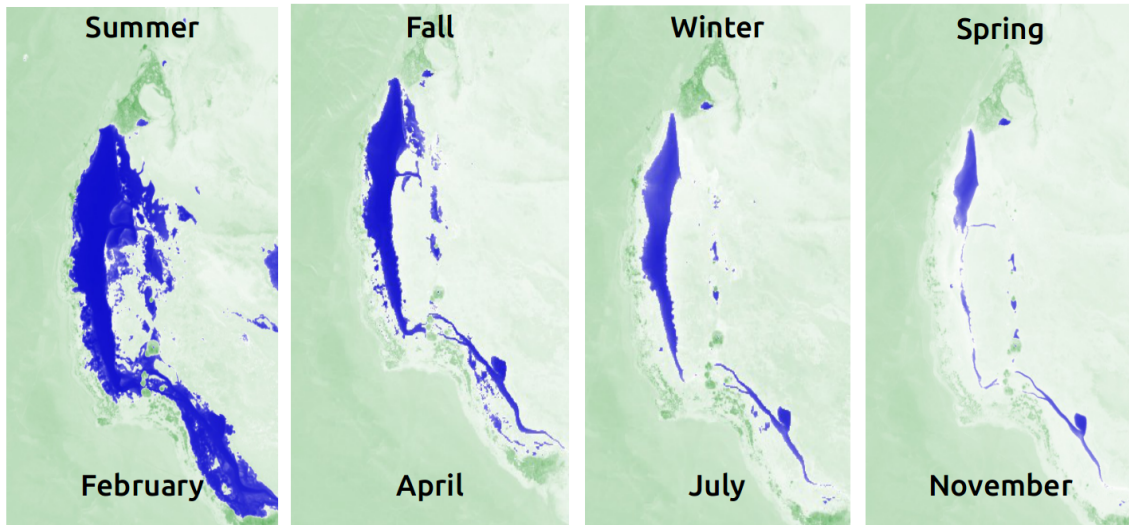 Summer
Fall
Winter
Spring
February
April
July
November